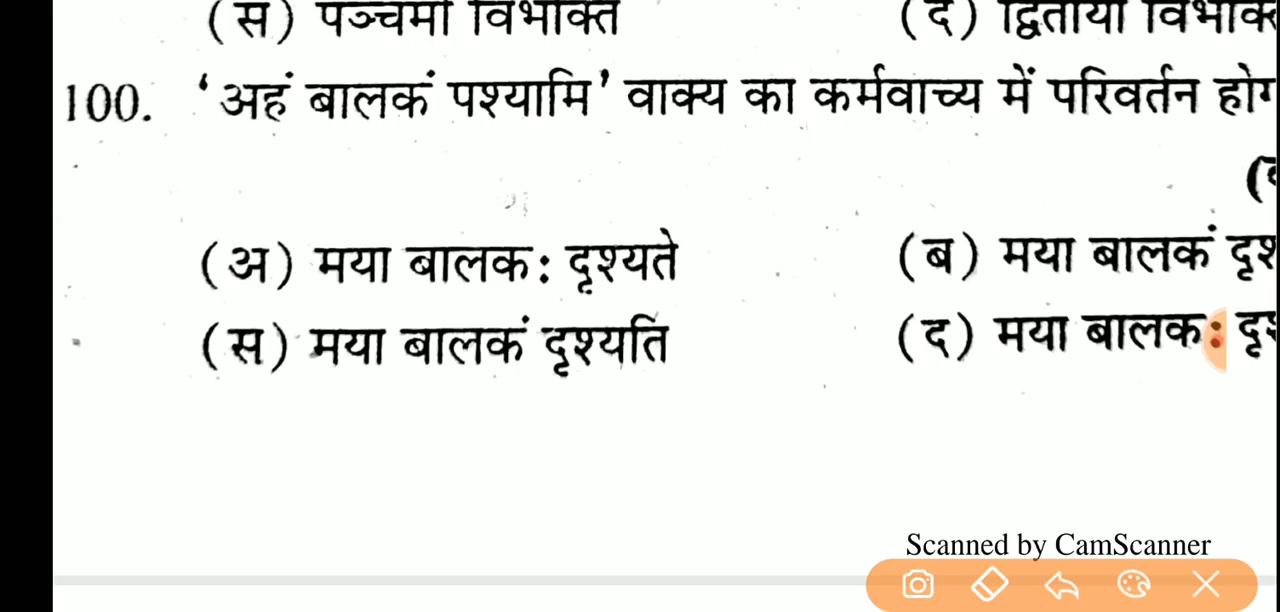 (स) पञ्चमी विभक्ति (द) द्वितीया
100. 'अहं बालकं पश्यामि' वाक्य का कर्मवाच्य में परिवर्तन
(अ) मया बालकः दृश्यते (ब) मया बालकं
(स) मया बालकं दृश्यति (द) मया बालकः
Scanned by CamScanner